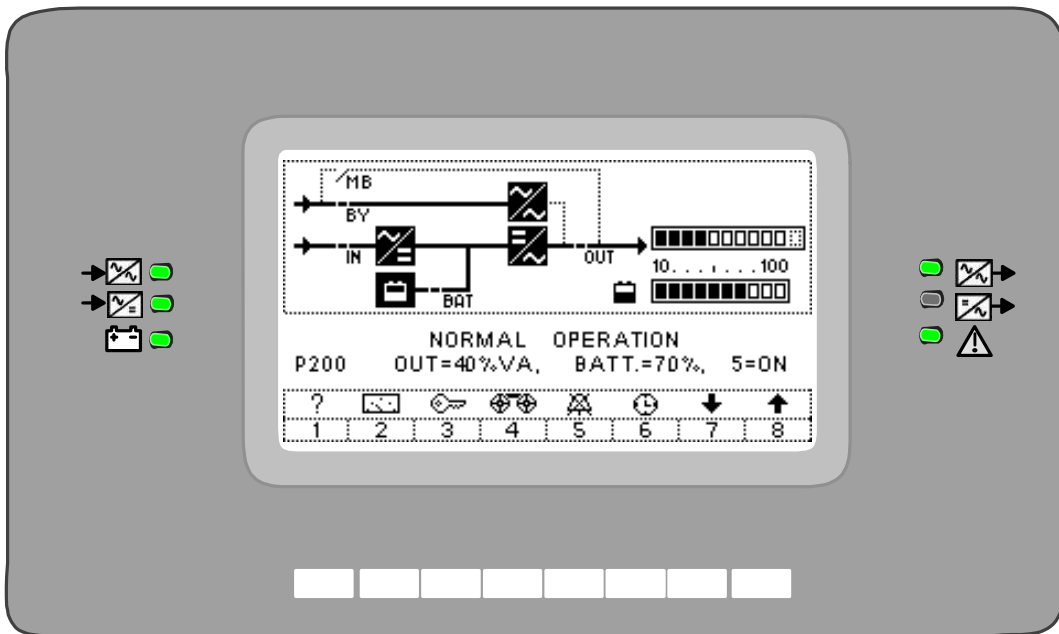 MB
BY
IN
OUT
BAT
10. . . ı . . . 100
NORMAL OPERATION
P200 OUT=40%VA, BATT.=70%, 5=ON
?
1 2 3 4 5 6 7 8